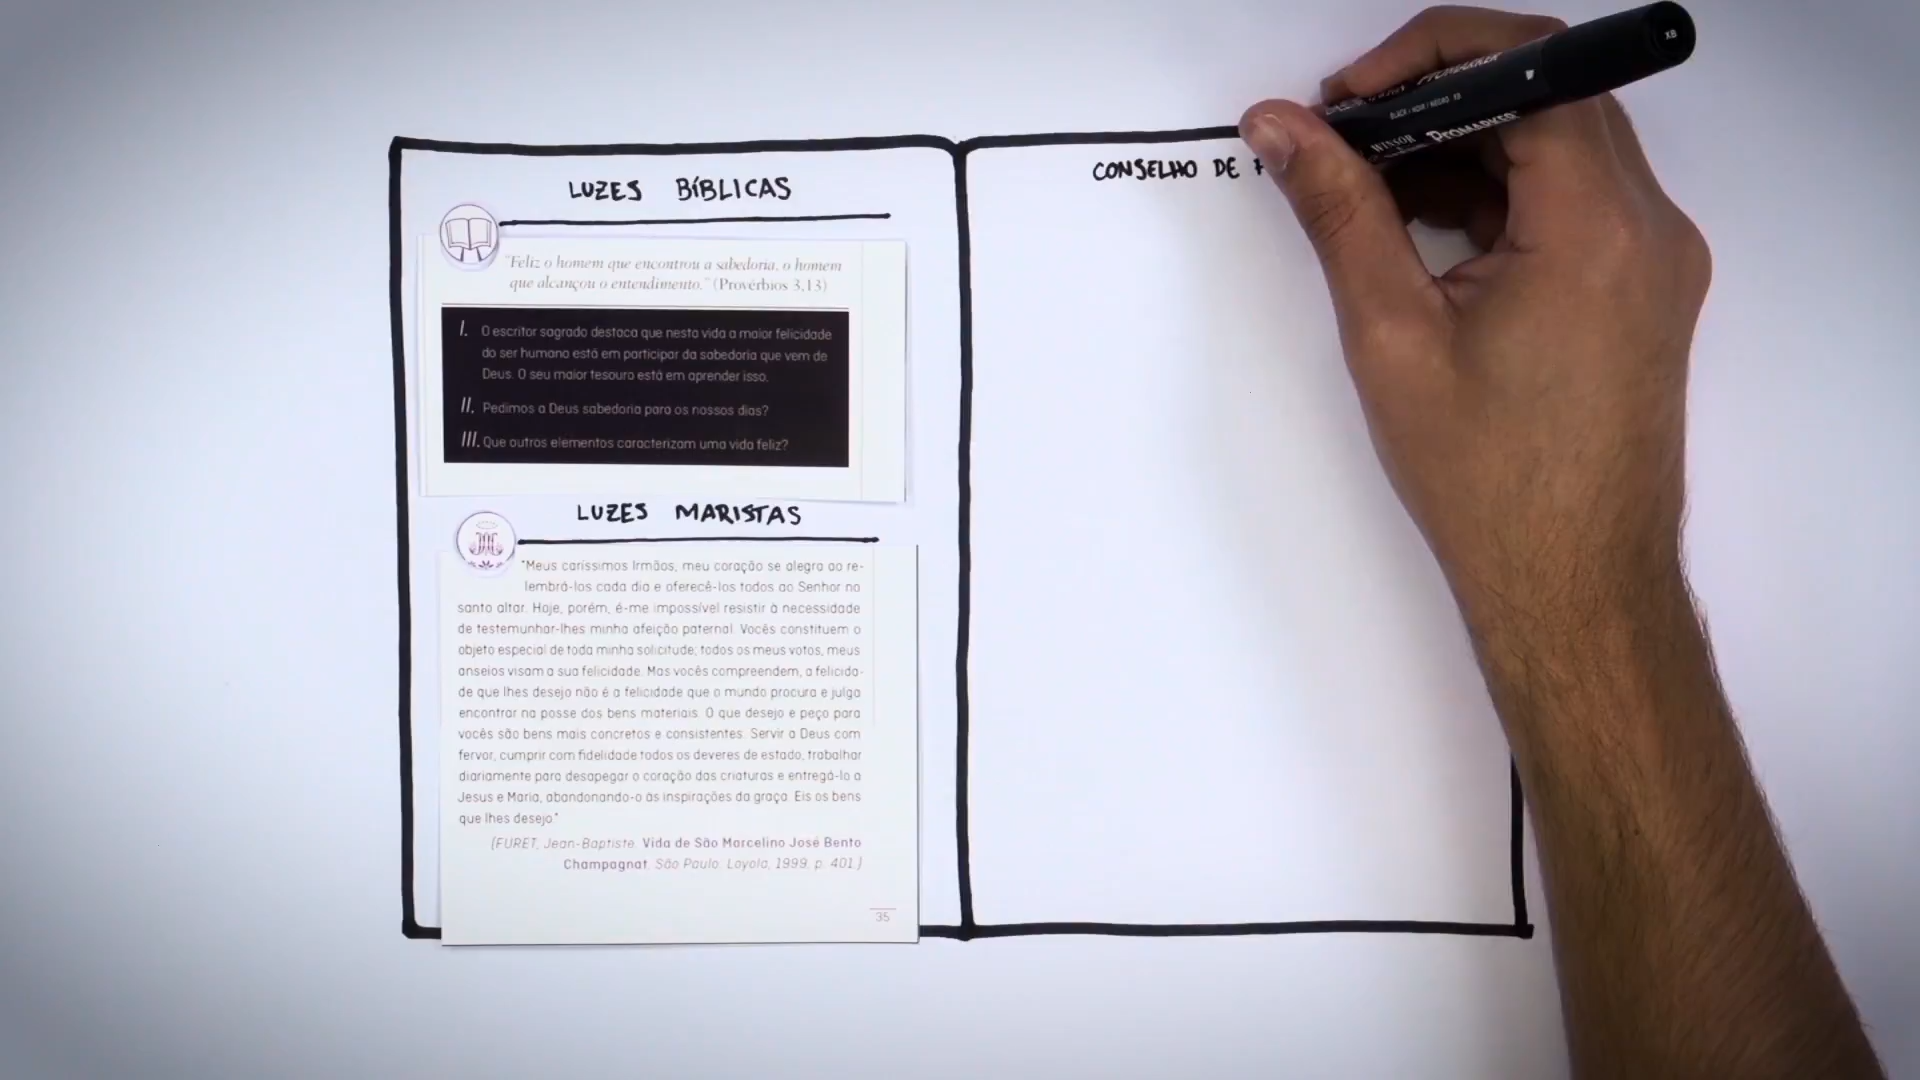 LUZES BÍBLICAS
"Feliz o homem que encontrou a sabedoria, o homem
que alcançou o entendimento." (Provérbios 3,13)
I. O escritor sagrado destaca que nesta vida a maior felicidade
do ser humano está em participar da sabedoria que vem de
Deus. O seu maior tesouro está em aprender isso.
II. Pedimos a Deus sabedoria para os nossos dias?
III. Que outros elementos caracterizam uma vida feliz?
LUZES MARISTAS
"Meus caríssimos Irmãos, meu coração se alegra ao re-
lembrá-los cada dia e oferecê-los todos ao Senhor no
santo altar. Hoje, porém, é-me impossível resistir à necessidade
de testemunhar-lhes minha afeição paternal. Vocês constituem o
objeto especial de toda minha solicitude; todos os meus votos, meus
anseios visam a sua felicidade. Mas vocês compreendem, a felicida-
de que lhes desejo não é a felicidade que o mundo procura e julga
encontrar na posse dos bens materiais. O que desejo e peço para
vocês são bens mais concretos e consistentes. Servir a Deus com
fervor, cumprir com fidelidade todos os deveres de estado, trabalhar
diariamente para desapegar o coração das criaturas e entregá-lo a
Jesus e Maria, abandonando-o às inspirações da graça. Eis os bens
que lhes desejo."
(FURET, Jean-Baptiste. Vida de São Marcelino José Bento
Champagnat. São Paulo: Loyola, 1999, p. 401.)
35
CONSELHO DE
XB
PROMARKER
BLACK / NOIR / NEGRO XB
WINSOR
PROMARKER